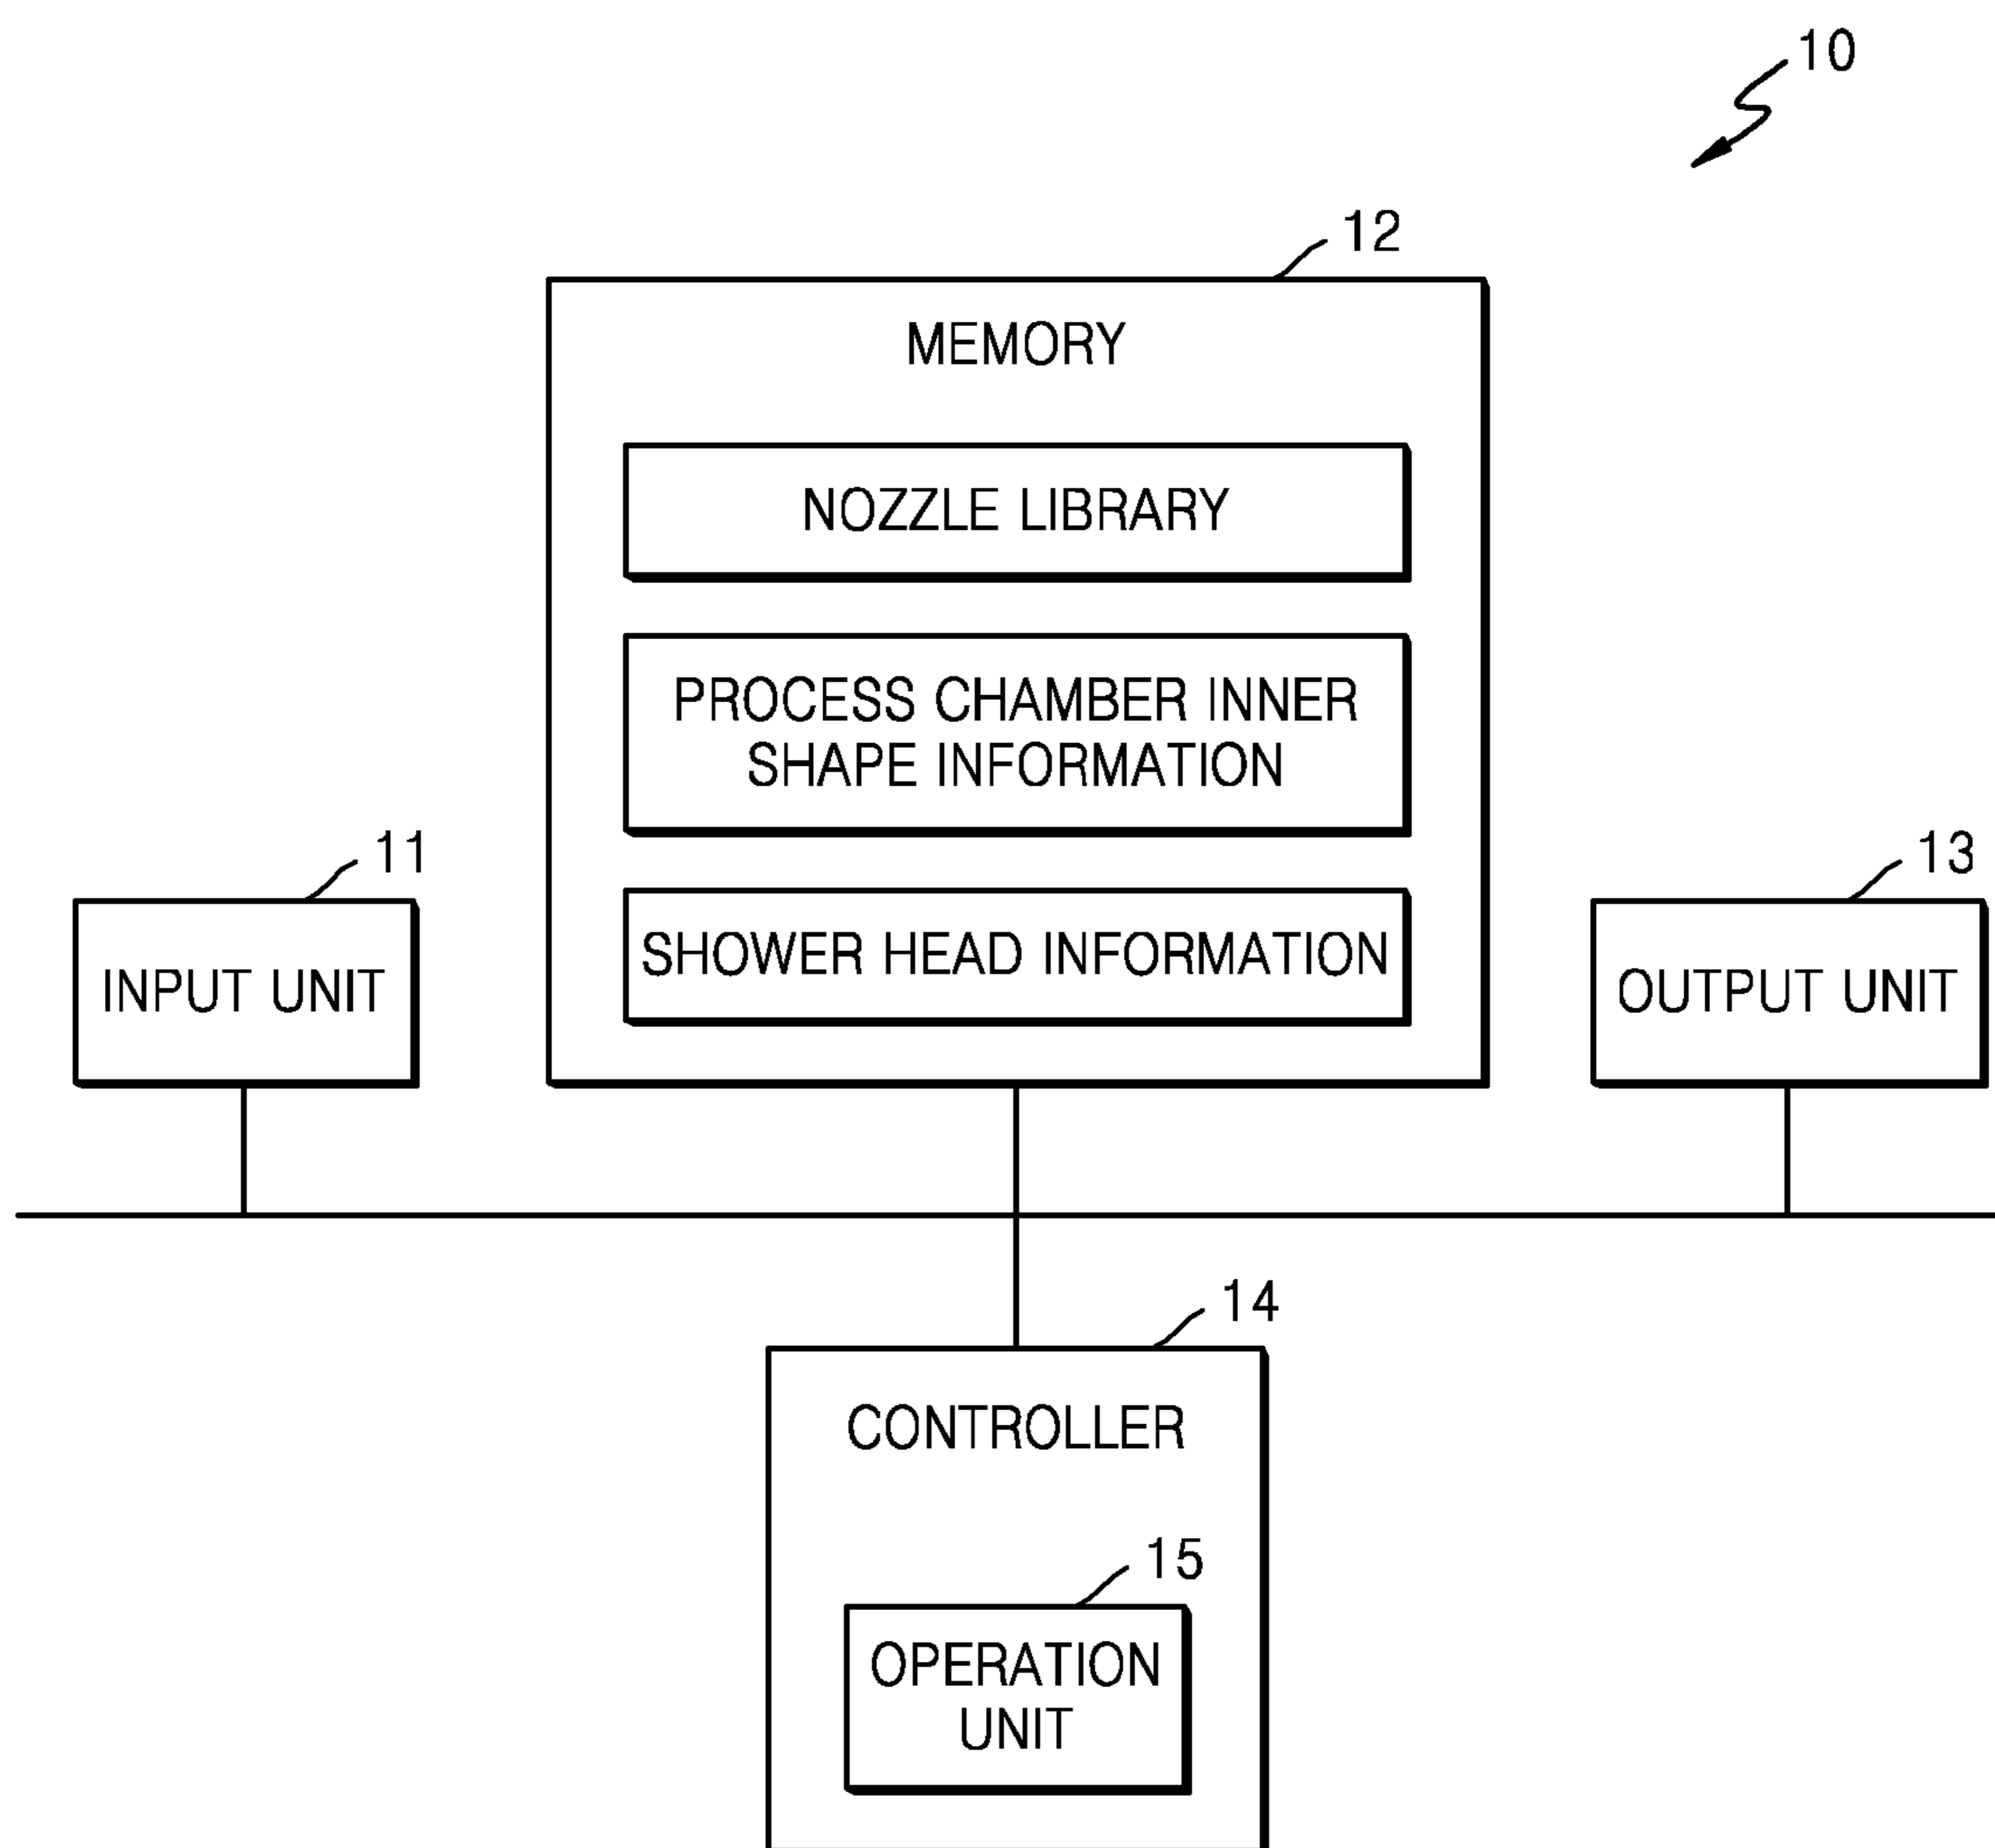 10
12
MEMORY
NOZZLE LIBRARY
PROCESS CHAMBER INNER
SHAPE INFORMATION
11
13
SHOWER HEAD INFORMATION
INPUT UNIT
OUTPUT UNIT
14
CONTROLLER
15
OPERATION
UNIT